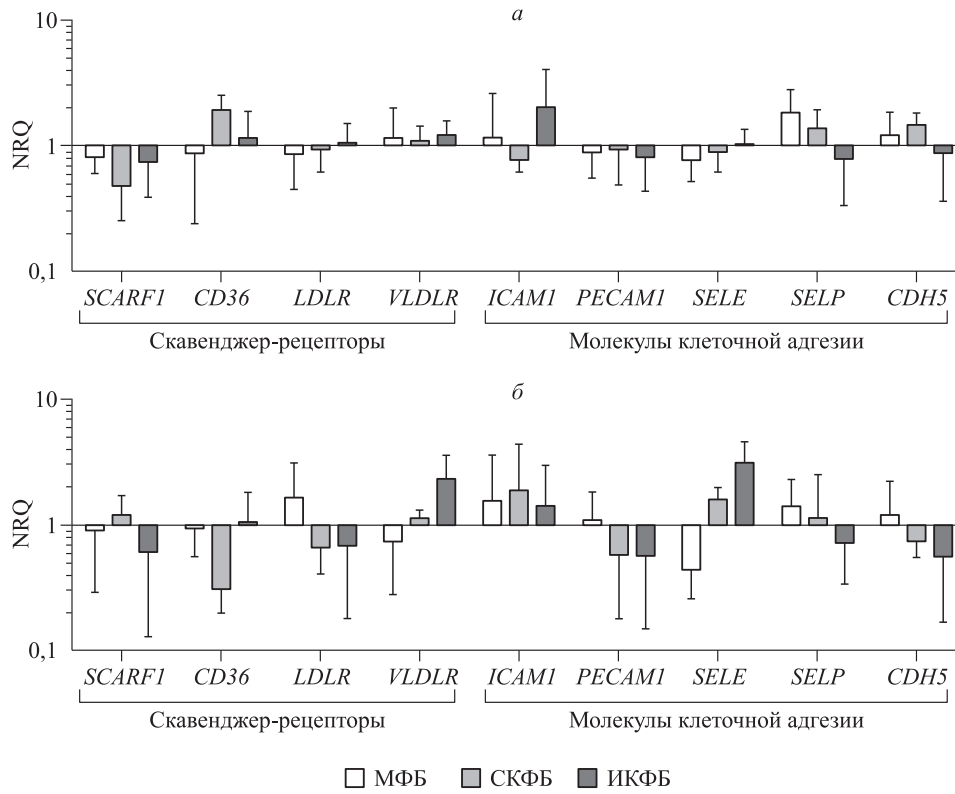 а
10
NRQ
1
0,1
SCARF1 CD36 LDLR VLDLR ICAM1 PECAM1 SELE SELP CDH5
Скавенджер-рецепторы Молекулы клеточной адгезии
б
10
NRQ
1
0,1
SCARF1 CD36 LDLR VLDLR ICAM1 PECAM1 SELE SELP CDH5
Скавенджер-рецепторы Молекулы клеточной адгезии
МФБ СКФБ ИКФБ